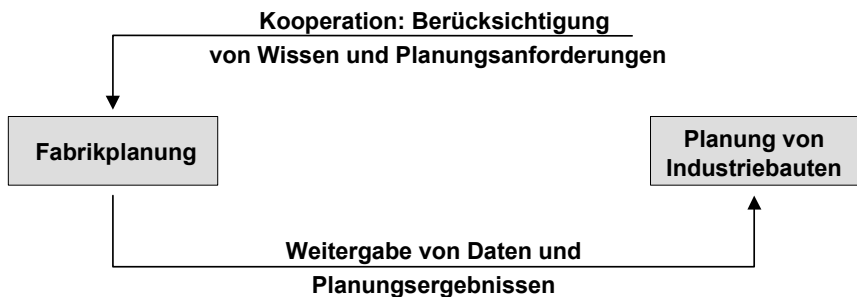 Kooperation: Berücksichtigung
von Wissen und Planungsanforderungen
Fabrikplanung
Planung von
Industriebauten
Weitergabe von Daten und
Planungsergebnissen